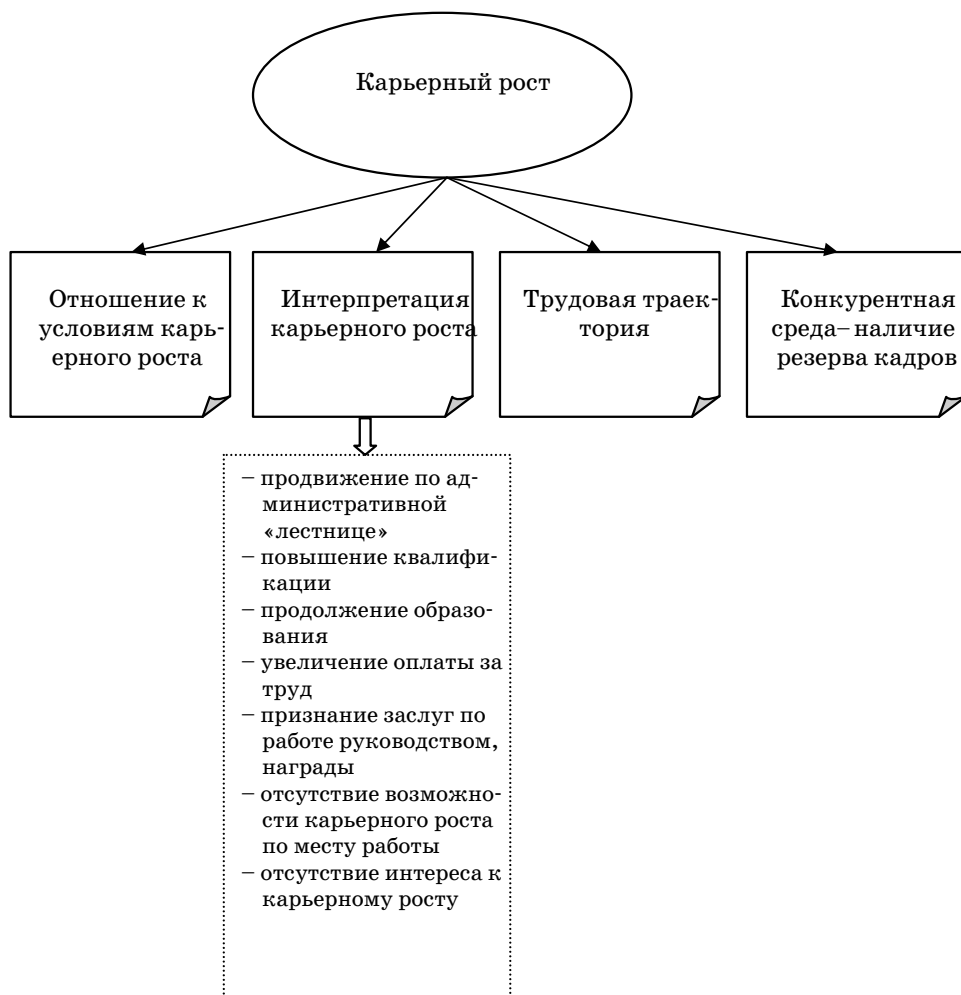 Карьерный рост
Отношение к
условиям карь-
ерного роста
Интерпретация
карьерного роста
Трудовая траек-
тория
Конкурентная
среда– наличие
резерва кадров
– продвижение по ад-
министративной
«лестнице»
– повышение квалифи-
кации
– продолжение образо-
вания
– увеличение оплаты за
труд
– признание заслуг по
работе руководством,
награды
– отсутствие возможно-
сти карьерного роста
по месту работы
– отсутствие интереса к
карьерному росту